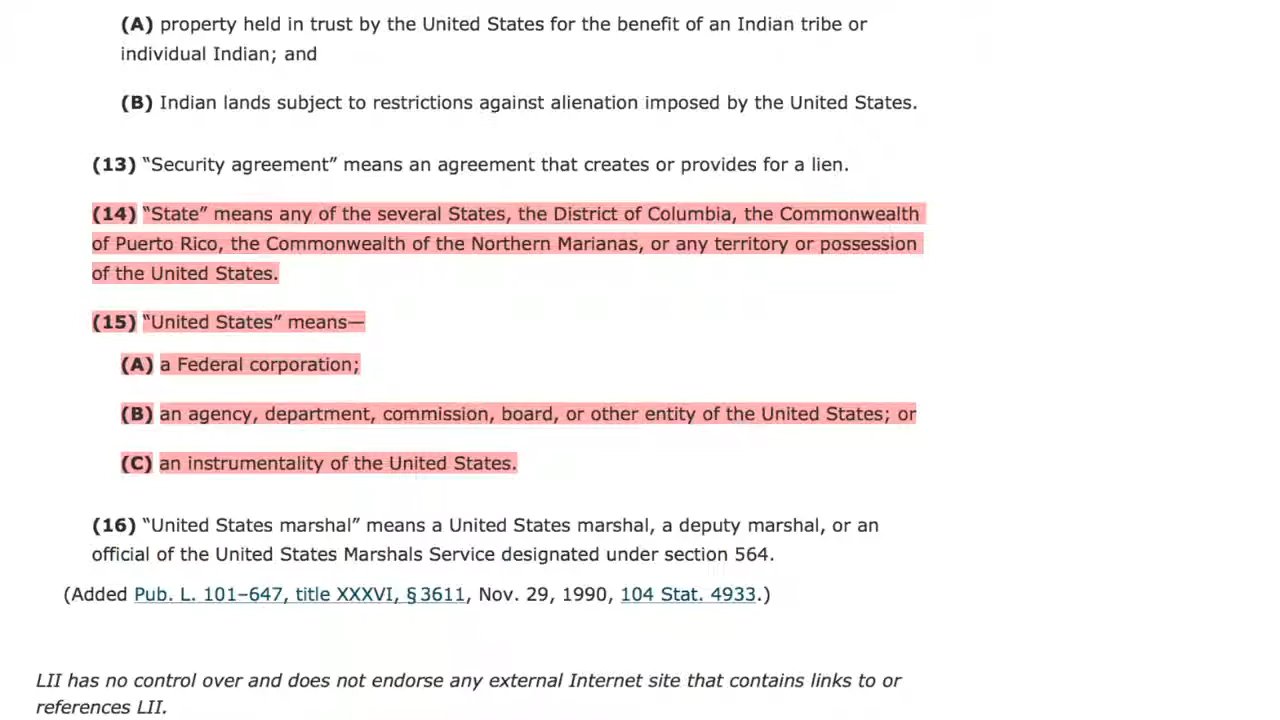 (A) property held in trust by the United States for the benefit of an Indian tribe or
individual Indian; and
(B) Indian lands subject to restrictions against alienation imposed by the United States.
(13) “Security agreement” means an agreement that creates or provides for a lien.
(14) “State” means any of the several States, the District of Columbia, the Commonwealth
of Puerto Rico, the Commonwealth of the Northern Marianas, or any territory or possession
of the United States.
(15) “United States” means—
(A) a Federal corporation;
(B) an agency, department, commission, board, or other entity of the United States; or
(C) an instrumentality of the United States.
(16) “United States marshal” means a United States marshal, a deputy marshal, or an
official of the United States Marshals Service designated under section 564.
(Added Pub. L. 101–647, title XXXVI, § 3611, Nov. 29, 1990, 104 Stat. 4933.)
LII has no control over and does not endorse any external Internet site that contains links to or
references LII.